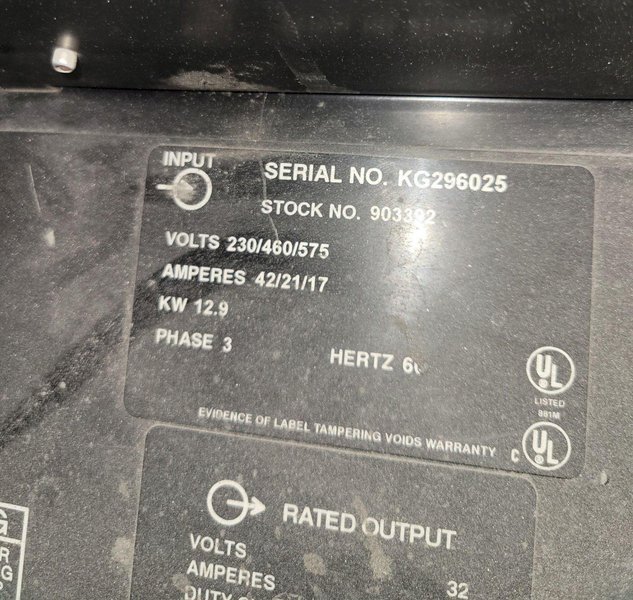 INPUT
SERIAL NO. KG296025
STOCK NO. 903392
VOLTS 230/460/575
AMPERES 42/21/17
KW 12.9
PHASE 3
HERTZ
UL
LISTED
EVIDENCE OF LABEL TAMPERING VOIDS WARRANTY
C UL
RATED OUTPUT
VOLTS
AMPERES
32